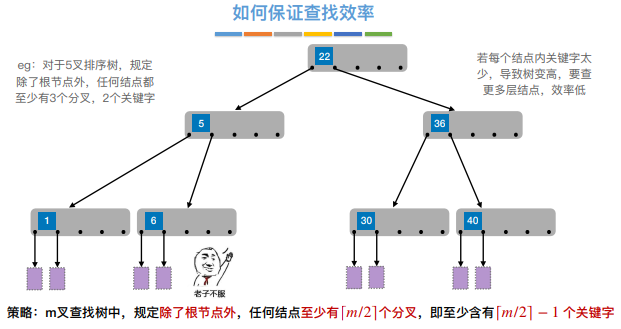 如何保证查找效率
eg：对于5叉排序树，规定
除了根节点外，任何结点都
至少有3个分叉，2个关键字
若每个结点内关键字太
少，导致树变高，要查
更多层结点，效率低
22
5
36
1
6
30
40
老子不服
策略：m叉查找树中，规定除了根节点外，任何结点至少有⌈m/2⌉个分叉，即至少含有⌈m/2⌉ − 1 个关键字